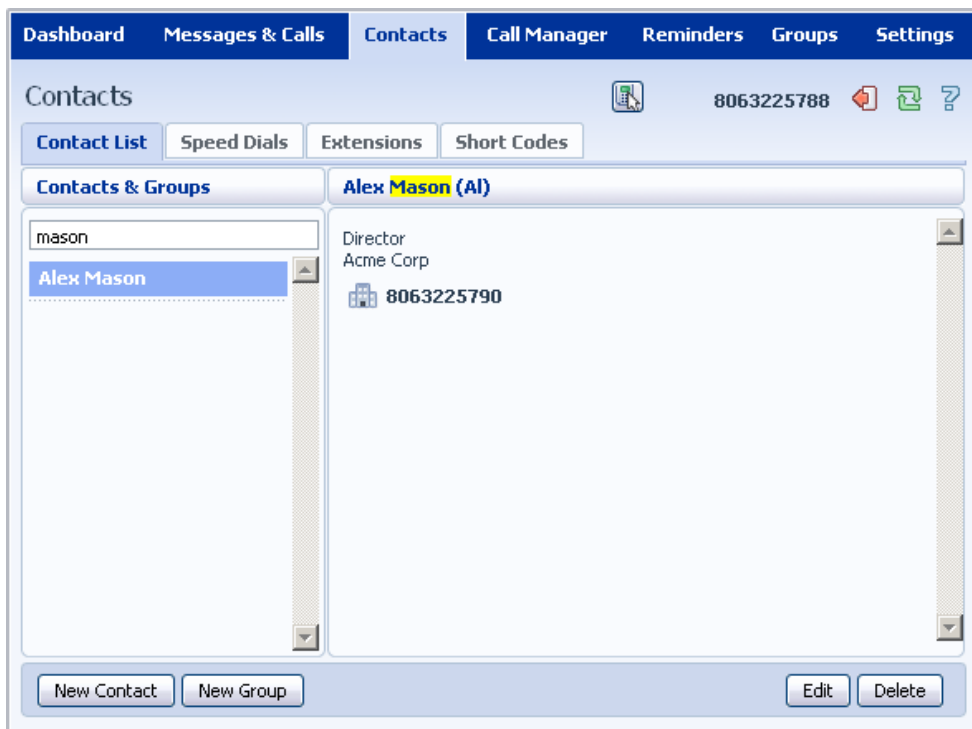 Dashboard Messages & Calls Contacts Call Manager Reminders Groups Settings
Contacts 8063225788
Contact List Speed Dials Extensions Short Codes
Contacts & Groups
mason
Alex Mason
Alex Mason (Al)
Director
Acme Corp
8063225790
New Contact New Group Edit Delete